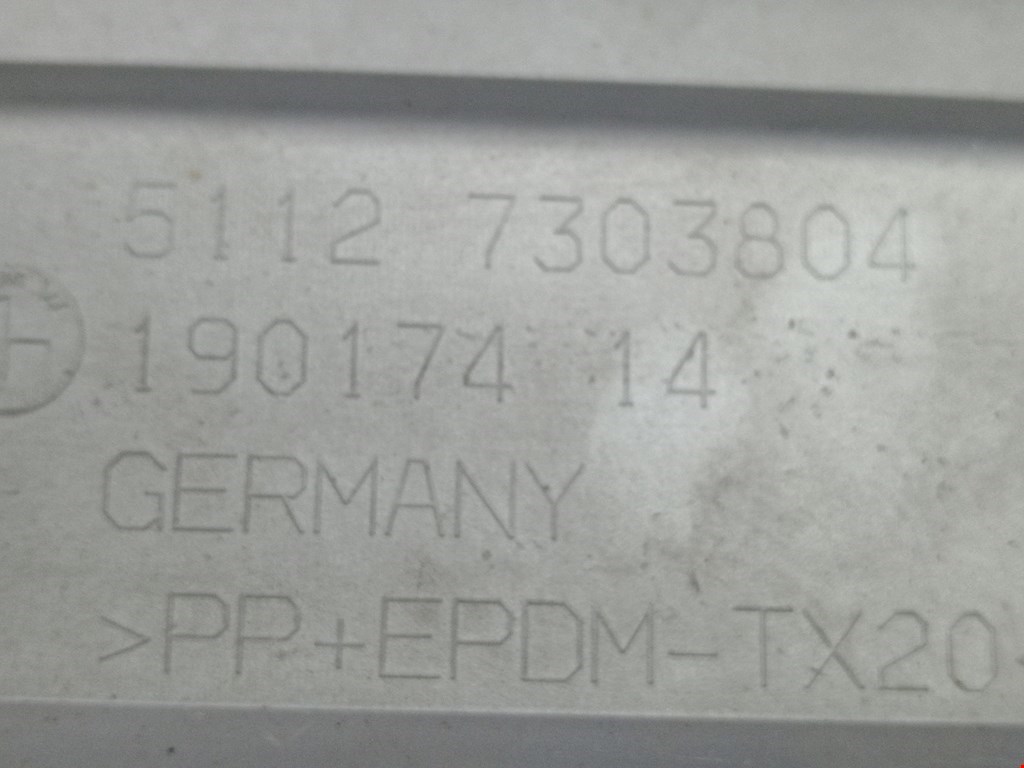 5112 7303804
190174 14
GERMANY
>PP+EPDM-TX20